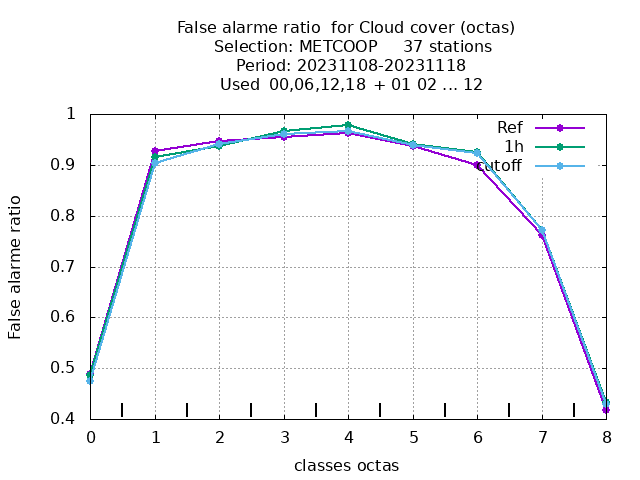 False alarme ratio  for Cloud cover (octas)
Selection: METCOOP     37 stations
Period: 20231108-20231118
Used  00,06,12,18  + 01 02 ... 12
Ref
1h
cutoff
1
0.9
0.8
0.7
0.6
0.5
0.4
False alarme ratio
0 1 2 3 4 5 6 7 8
classes octas